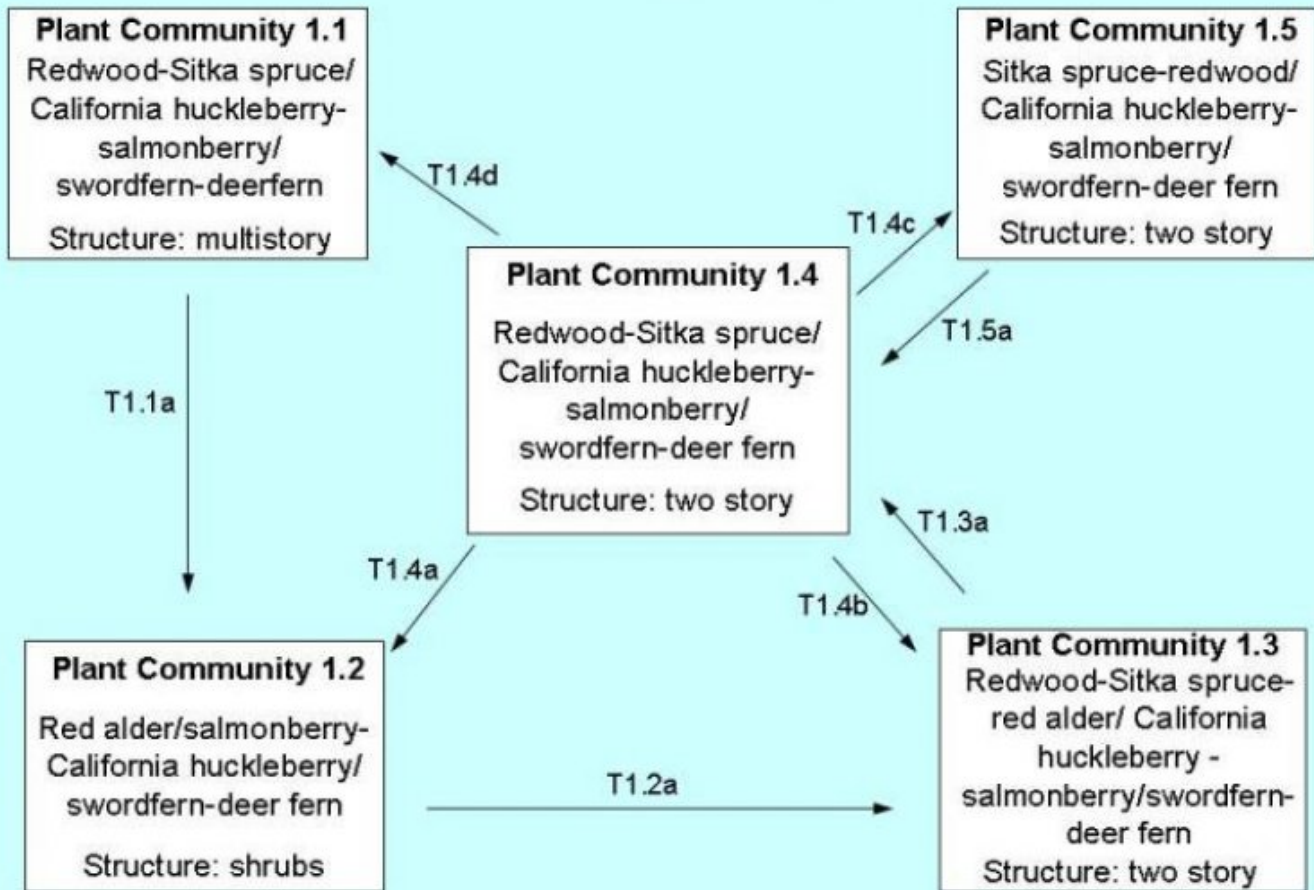 Plant Community 1.1
Redwood-Sitka spruce/
California huckleberry-
salmonberry/
swordfern-deerfern
Structure: multistory
Plant Community 1.5
Sitka spruce-redwood/
California huckleberry-
salmonberry/
swordfern-deer fern
Structure: two story
T1.4d
T1.4c
Plant Community 1.4
Redwood-Sitka spruce/
California huckleberry-
salmonberry/
swordfern-deer fern
Structure: two story
T1.5a
T1.1a
T1.3a
T1.4a
T1.4b
Plant Community 1.2
Red alder/salmonberry-
California huckleberry/
swordfern-deer fern
Structure: shrubs
T1.2a
Plant Community 1.3
Redwood-Sitka spruce-
red alder/ California
huckleberry -
salmonberry/swordfern-
deer fern
Structure: two story